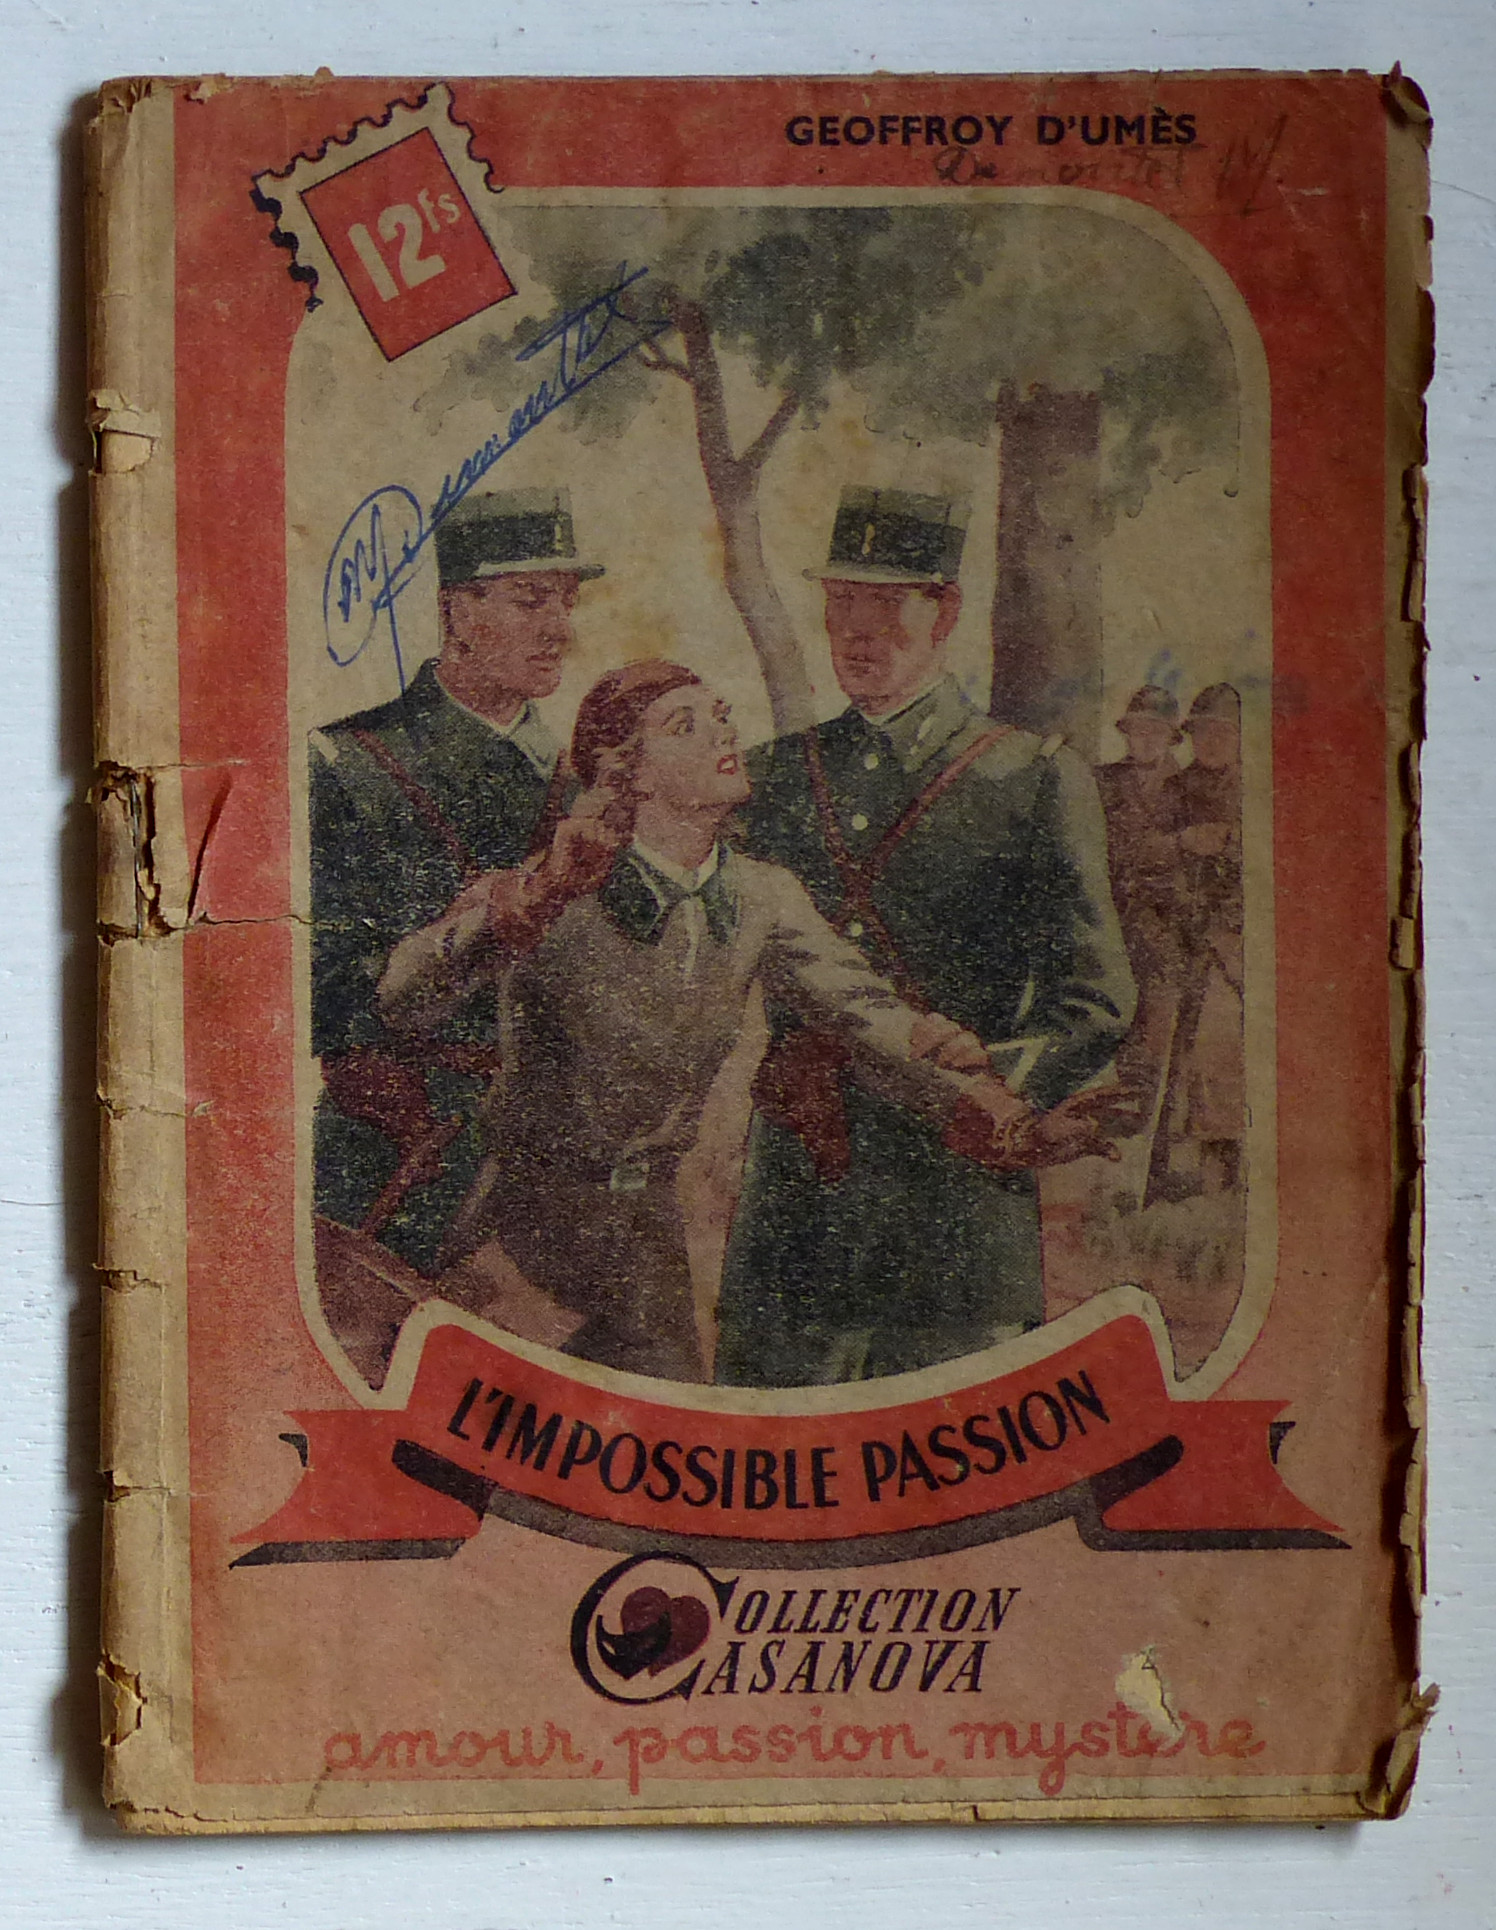 GEOFFROY D'UMÈS
12fs
L'IMPOSSIBLE PASSION
COLLECTION
CASANOVA
amour, passion, mystère